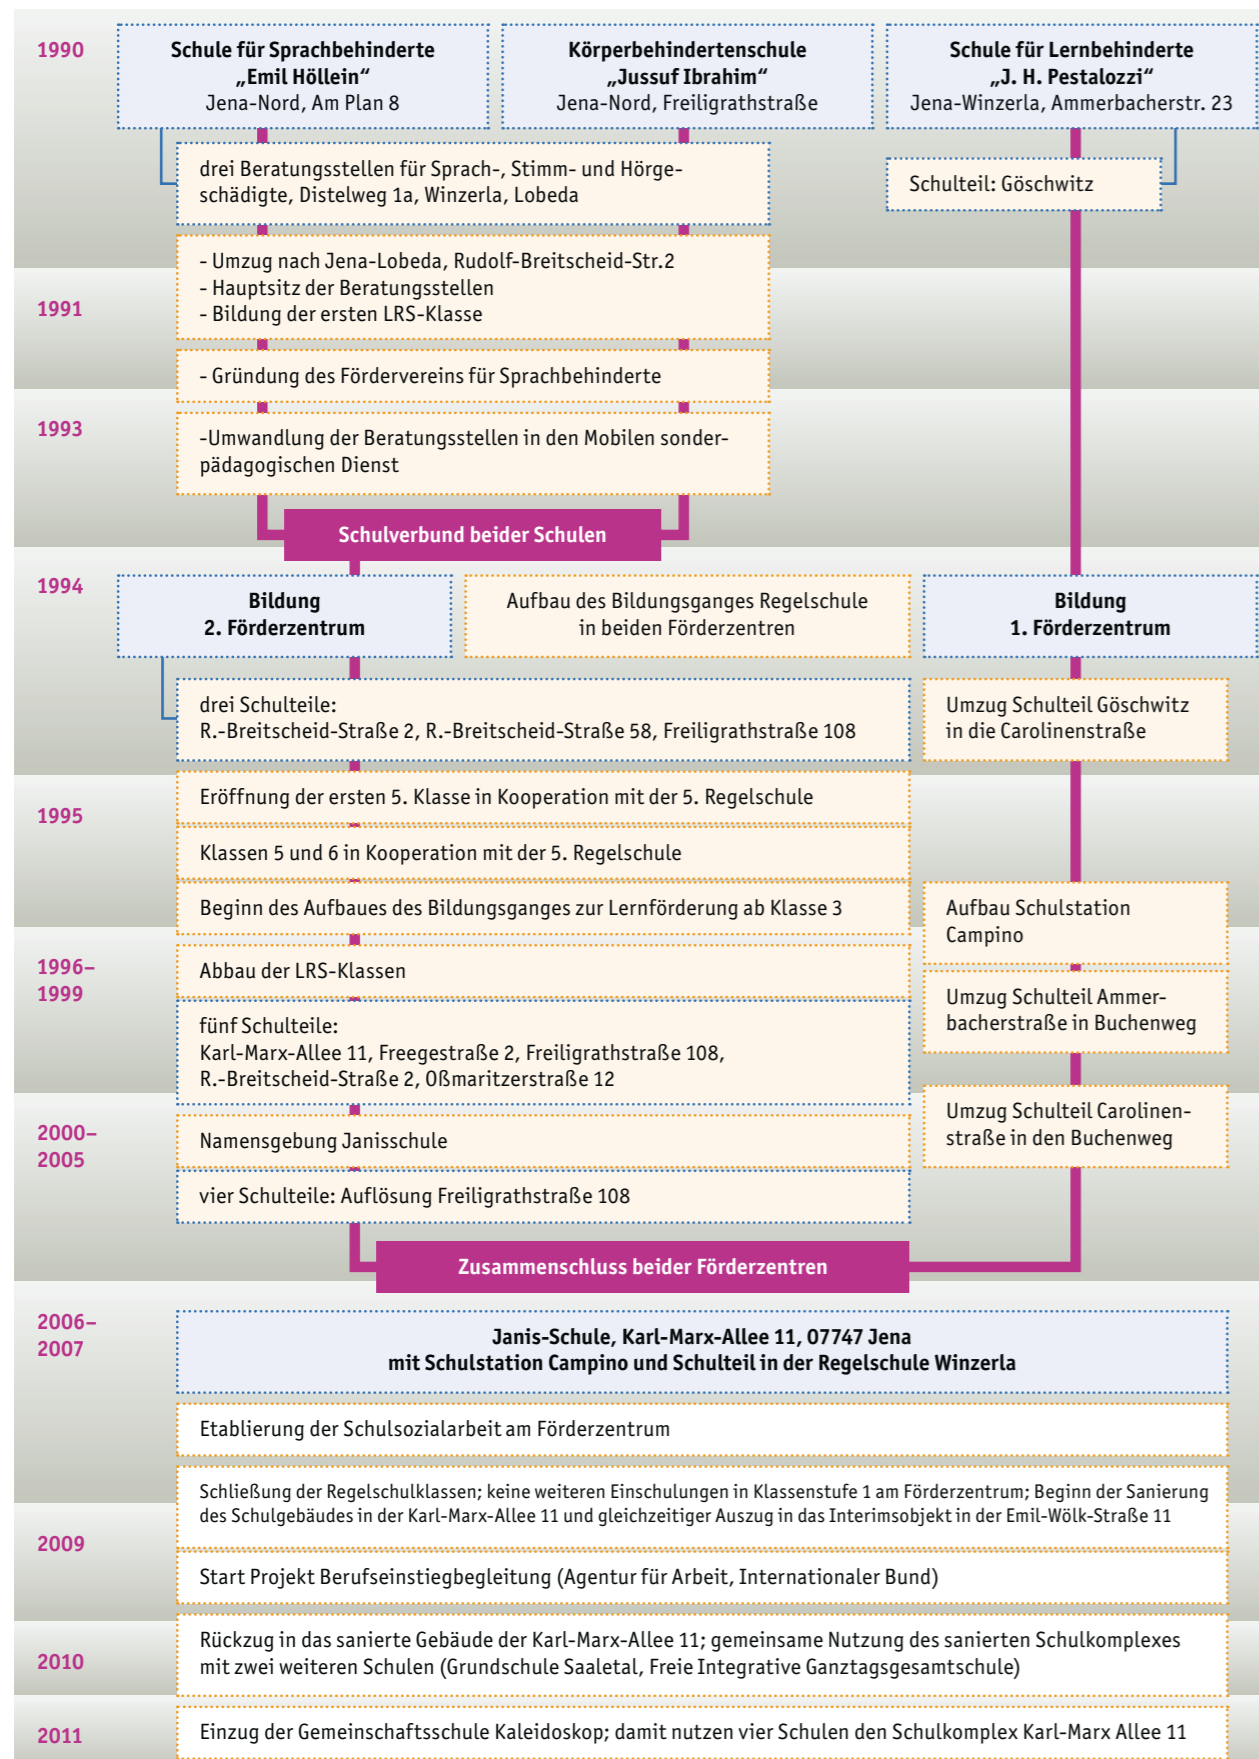 1990
Schule für Sprachbehinderte
„Emil Höllein“
Jena-Nord, Am Plan 8
Körperbehindertenschule
„Jussuf Ibrahim“
Jena-Nord, Freiligrathstraße
Schule für Lernbehinderte
„J. H. Pestalozzi“
Jena-Winzerla, Ammerbacherstr. 23
drei Beratungsstellen für Sprach-, Stimm- und Hörge-
schädigte, Distelweg 1a, Winzerla, Lobeda
Schulteil: Göschwitz
- Umzug nach Jena-Lobeda, Rudolf-Breitscheid-Str.2
- Hauptsitz der Beratungsstellen
- Bildung der ersten LRS-Klasse
1991
- Gründung des Fördervereins für Sprachbehinderte
1993
-Umwandlung der Beratungsstellen in den Mobilen sonder-
pädagogischen Dienst
Schulverbund beider Schulen
1994
Bildung
2. Förderzentrum
Aufbau des Bildungsganges Regelschule
in beiden Förderzentren
Bildung
1. Förderzentrum
drei Schulteile:
R.-Breitscheid-Straße 2, R.-Breitscheid-Straße 58, Freiligrathstraße 108
Umzug Schulteil Göschwitz
in die Carolinenstraße
1995
Eröffnung der ersten 5. Klasse in Kooperation mit der 5. Regelschule
Klassen 5 und 6 in Kooperation mit der 5. Regelschule
Beginn des Aufbaues des Bildungsganges zur Lernförderung ab Klasse 3
Aufbau Schulstation
Campino
1996–
1999
Abbau der LRS-Klassen
Umzug Schulteil Ammer-
bacherstraße in Buchenweg
fünf Schulteile:
Karl-Marx-Allee 11, Freegestraße 2, Freiligrathstraße 108,
R.-Breitscheid-Straße 2, Oßmaritzerstraße 12
2000–
2005
Namensgebung Janisschule
Umzug Schulteil Carolinen-
straße in den Buchenweg
vier Schulteile: Auflösung Freiligrathstraße 108
Zusammenschluss beider Förderzentren
2006–
2007
Janis-Schule, Karl-Marx-Allee 11, 07747 Jena
mit Schulstation Campino und Schulteil in der Regelschule Winzerla
Etablierung der Schulsozialarbeit am Förderzentrum
Schließung der Regelschulklassen; keine weiteren Einschulungen in Klassenstufe 1 am Förderzentrum; Beginn der Sanierung
des Schulgebäudes in der Karl-Marx-Allee 11 und gleichzeitiger Auszug in das Interimsobjekt in der Emil-Wölk-Straße 11
2009
Start Projekt Berufseinstiegbegleitung (Agentur für Arbeit, Internationaler Bund)
2010
Rückzug in das sanierte Gebäude der Karl-Marx-Allee 11; gemeinsame Nutzung des sanierten Schulkomplexes
mit zwei weiteren Schulen (Grundschule Saaletal, Freie Integrative Ganztagsgesamtschule)
2011
Einzug der Gemeinschaftsschule Kaleidoskop; damit nutzen vier Schulen den Schulkomplex Karl-Marx Allee 11